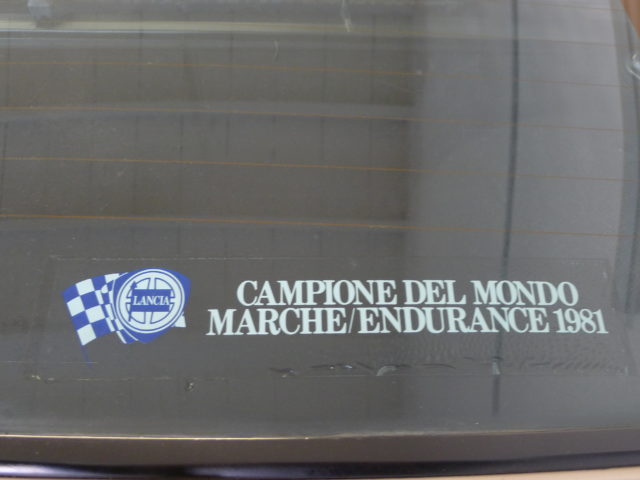 LANCIA
CAMPIONE DEL MONDO
MARCHE/ENDURANCE 1981